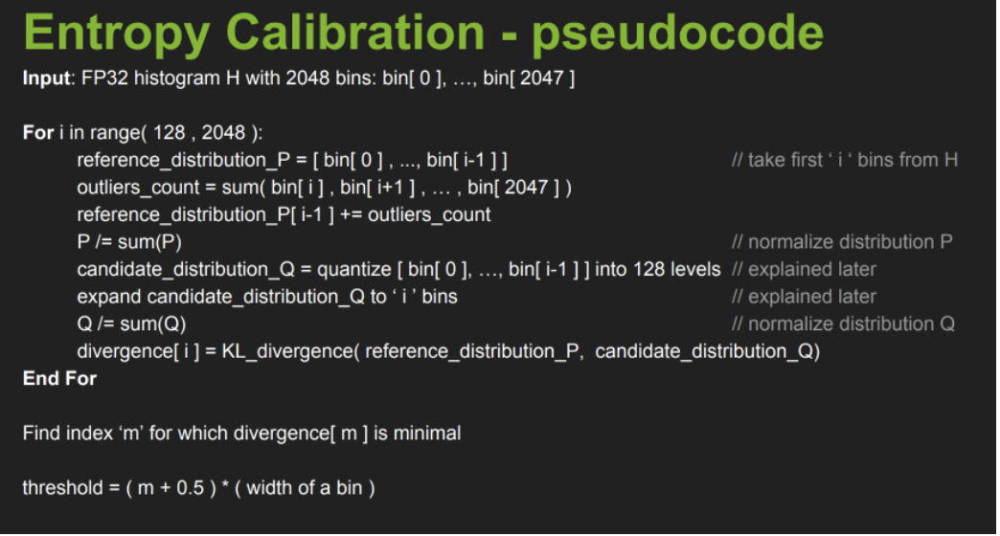 Entropy Calibration - pseudocode
Input: FP32 histogram H with 2048 bins: bin[ 0 ], …, bin[ 2047 ]
For i in range( 128 , 2048 ):
reference_distribution_P = [ bin[ 0 ] , ..., bin[ i-1 ] ] // take first ‘ i ‘ bins from H
outliers_count = sum( bin[ i ] , bin[ i+1 ] , … , bin[ 2047 ] )
reference_distribution_P[ i-1 ] += outliers_count
P /= sum(P) // normalize distribution P
candidate_distribution_Q = quantize [ bin[ 0 ], …, bin[ i-1 ] ] into 128 levels // explained later
expand candidate_distribution_Q to ‘ i ’ bins // explained later
Q /= sum(Q) // normalize distribution Q
divergence[ i ] = KL_divergence( reference_distribution_P, candidate_distribution_Q)
End For
Find index ‘m’ for which divergence[ m ] is minimal
threshold = ( m + 0.5 ) * ( width of a bin )